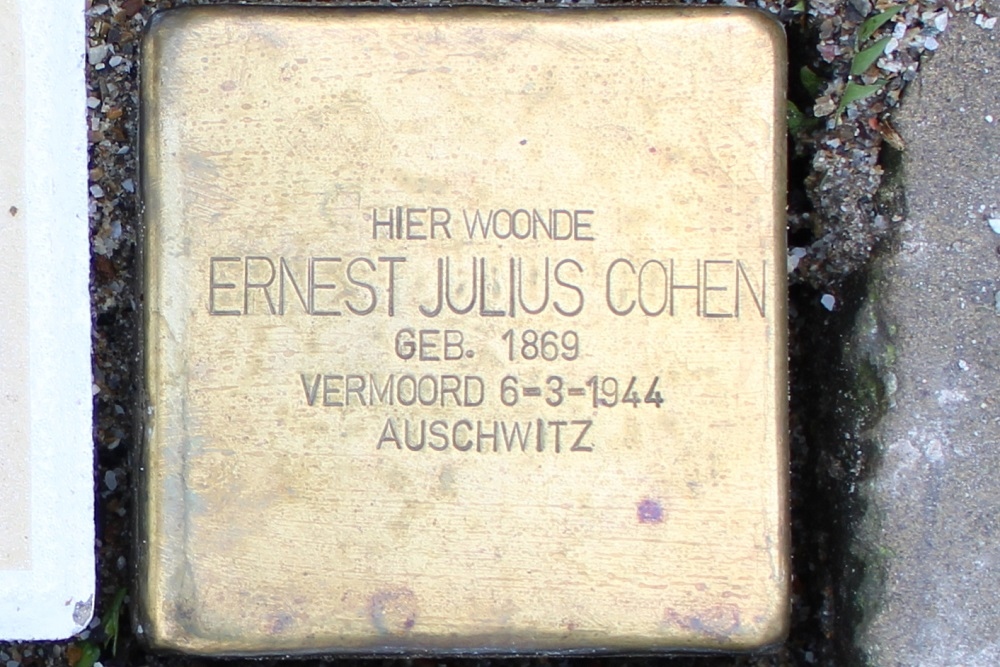 HIER WOONDE
ERNEST JULIUS COHEN
GEB. 1869
VERMOORD 6-3-1944
AUSCHWITZ